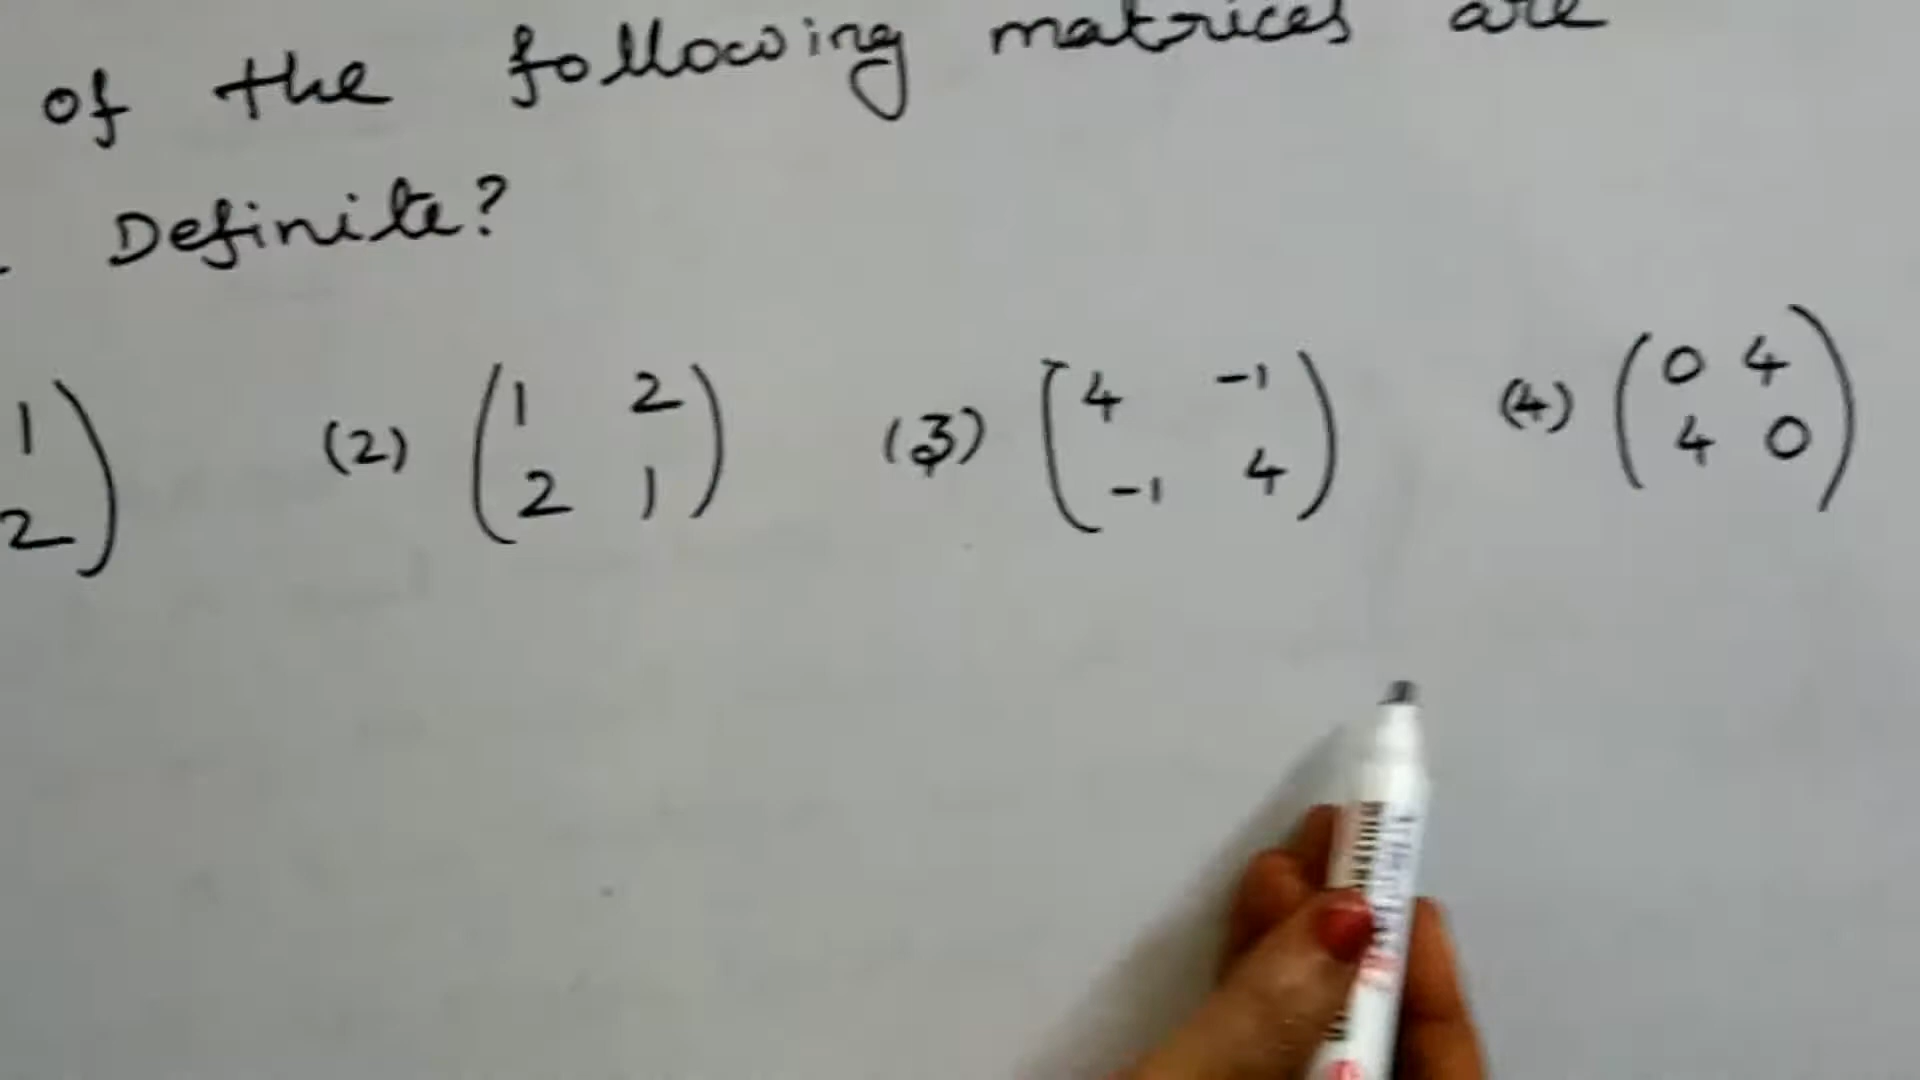 of the following matrices are
Definite?
1 (2) 1 2 (3) 4 -1 (4) 0 4
2 2 1 -1 4 4 0